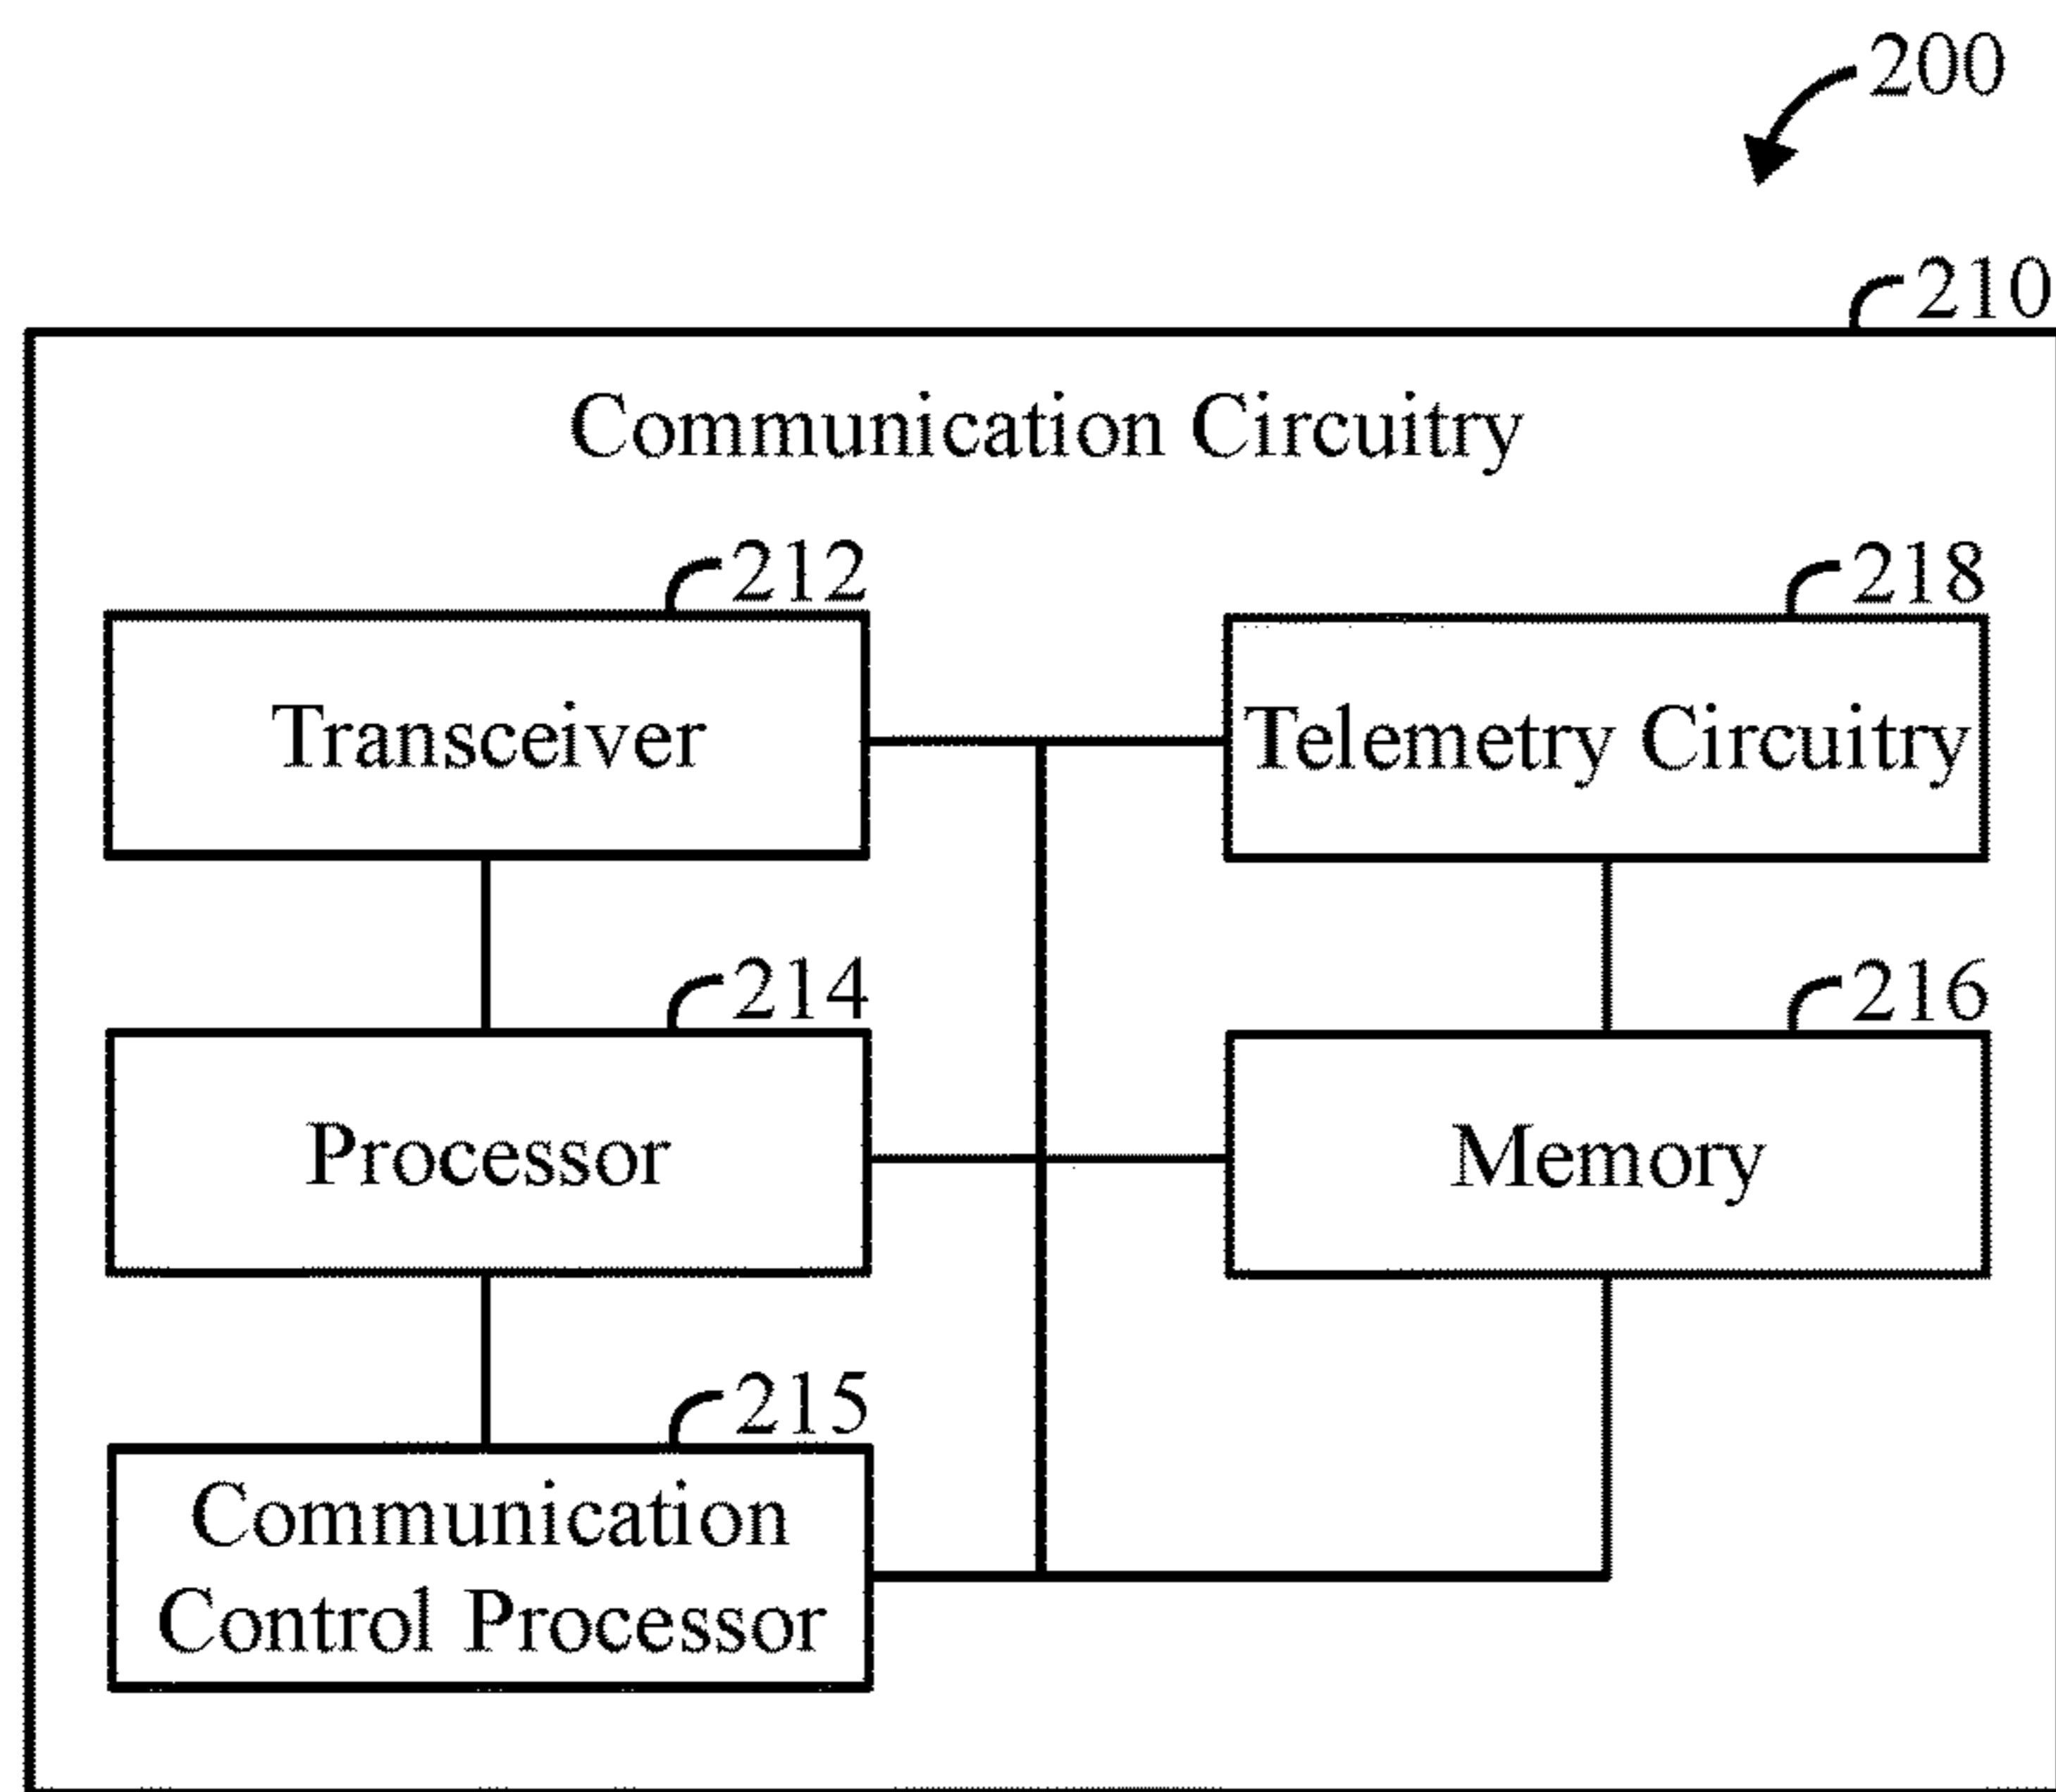 200
210
Communication Circuitry
212
218
Transceiver
Telemetry Circuitry
214
216
Processor
Memory
215
Communication
Control Processor